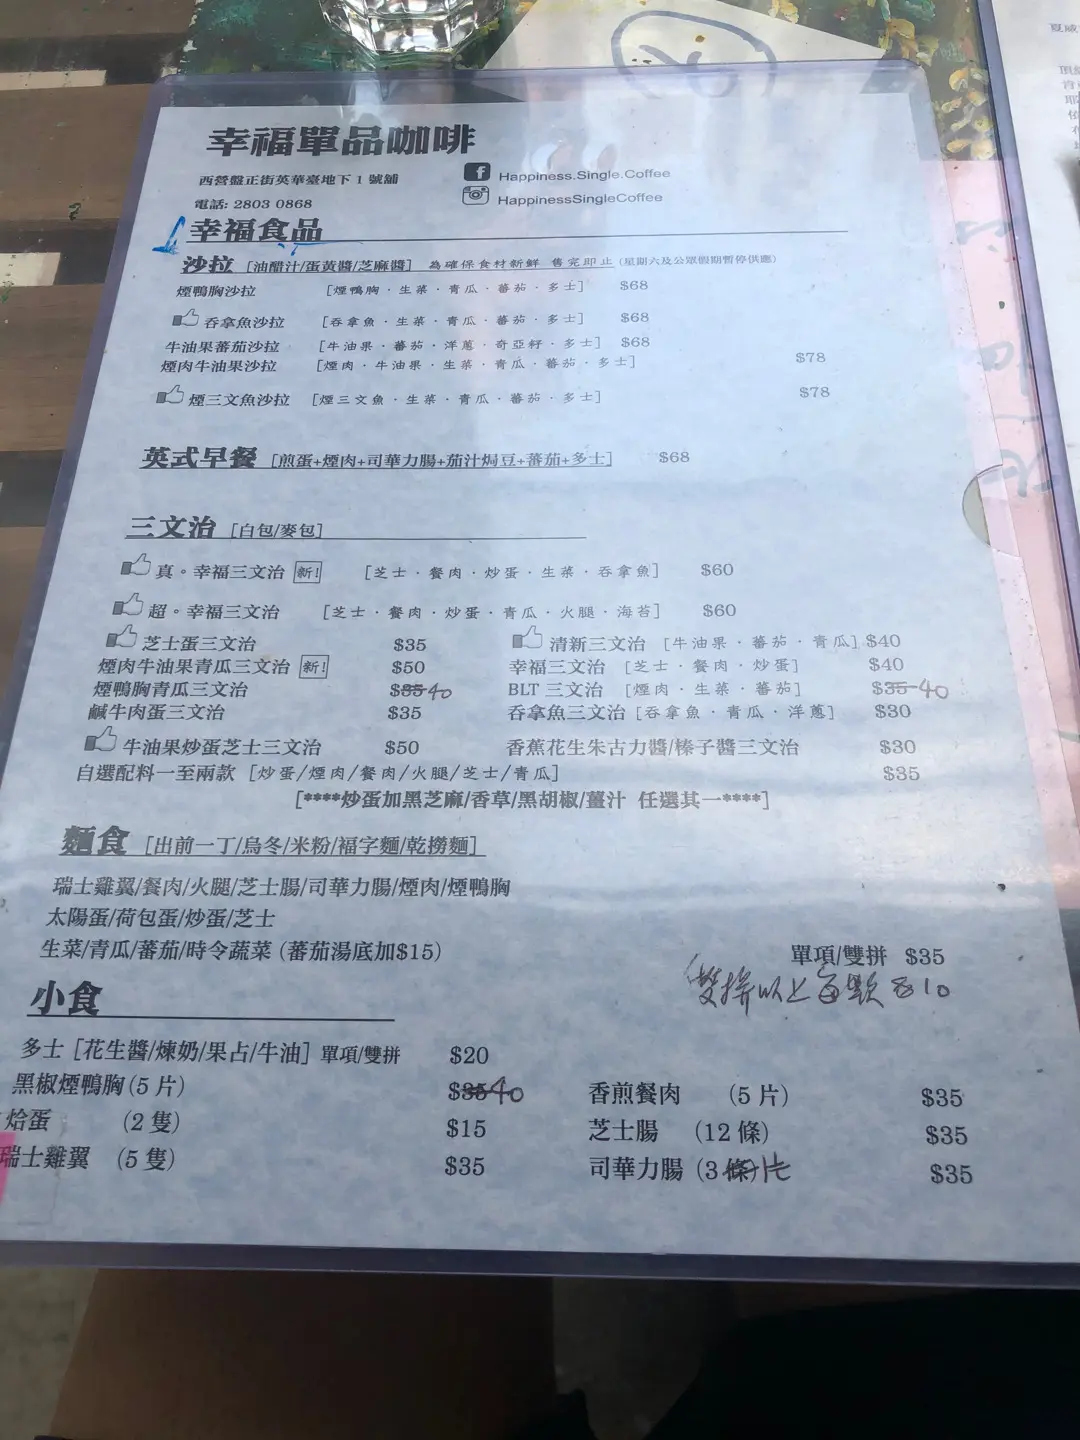 幸福單品咖啡
西營盤正街英華臺地下 1 號舖
Happiness.Single.Coffee
電話: 2803 0868
HappinessSingleCoffee
幸福食品
沙拉 [油醋汁/蛋黃醬/芝麻醬] 為確保食材新鮮 售完即止 (星期六及公眾假期暫停供應)
煙鴨胸沙拉 [煙鴨胸・生菜・青瓜・蕃茄・多士] $68
吞拿魚沙拉 [吞拿魚・生菜・青瓜・蕃茄・多士] $68
牛油果蕃茄沙拉 [牛油果・蕃茄・洋蔥・奇亞籽・多士] $68
煙肉牛油果沙拉 [煙肉・牛油果・生菜・青瓜・蕃茄・多士] $78
煙三文魚沙拉 [煙三文魚・生菜・青瓜・蕃茄・多士] $78
英式早餐 [煎蛋+煙肉+司華力腸+茄汁焗豆+蕃茄+多士] $68
三文治 [白包/麥包]
真。幸福三文治 新! [芝士・餐肉・炒蛋・生菜・吞拿魚] $60
超。幸福三文治 [芝士・餐肉・炒蛋・青瓜・火腿・海苔] $60
芝士蛋三文治 $35 清新三文治 [牛油果・蕃茄・青瓜] $40
煙肉牛油果青瓜三文治 新! $50 幸福三文治 [芝士・餐肉・炒蛋] $40
煙鴨胸青瓜三文治 $35 40 BLT 三文治 [煙肉・生菜・蕃茄] $35 40
鹹牛肉蛋三文治 $35 吞拿魚三文治 [吞拿魚・青瓜・洋蔥] $30
牛油果炒蛋芝士三文治 $50 香蕉花生朱古力醬/榛子醬三文治 $30
自選配料一至兩款 [炒蛋/煙肉/餐肉/火腿/芝士/青瓜] $35
[****炒蛋加黑芝麻/香草/黑胡椒/薑汁 任選其一****]
麵食 [出前一丁/烏冬/米粉/福字麵/乾撈麵]
瑞士雞翼/餐肉/火腿/芝士腸/司華力腸/煙肉/煙鴨胸
太陽蛋/荷包蛋/炒蛋/芝士
生菜/青瓜/蕃茄/時令蔬菜 (蕃茄湯底加$15)
單項/雙拼 $35
雙拼以上每類 $10
小食
多士 [花生醬/煉奶/果占/牛油] 單項/雙拼 $20
黑椒煙鴨胸 (5 片) $35 40 香煎餐肉 (5 片) $35
烚蛋 (2 隻) $15 芝士腸 (12 條) $35
瑞士雞翼 (5 隻) $35 司華力腸 (3 條) 片 $35